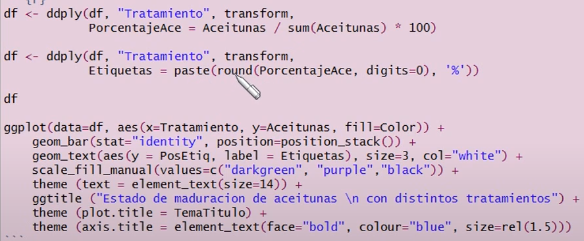 df <- ddply(df, "Tratamiento", transform,
PorcentajeAce = Aceitunas / sum(Aceitunas) * 100)
df <- ddply(df, "Tratamiento", transform,
Etiquetas = paste(round(PorcentajeAce, digits=0), '%'))
df
ggplot(data=df, aes(x=Tratamiento, y=Aceitunas, fill=Color)) +
geom_bar(stat="identity", position=position_stack()) +
geom_text(aes(y = PosEtiq, label = Etiquetas), size=3, col="white") +
scale_fill_manual(values=c("darkgreen", "purple","black")) +
theme (text = element_text(size=14)) +
ggtitle ("Estado de maduracion de aceitunas \n con distintos tratamientos") +
theme (plot.title = TemaTitulo) +
theme (axis.title = element_text(face="bold", colour="blue", size=rel(1.5)))
```